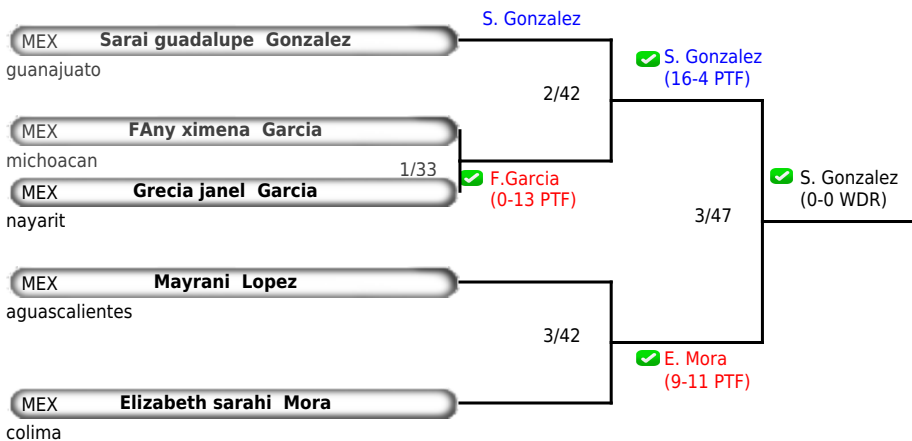 S. Gonzalez
MEX Sarai guadalupe Gonzalez
guanajuato
S. Gonzalez
(16-4 PTF)
2/42
MEX FAny ximena Garcia
michoacan
1/33
F.Garcia
(0-13 PTF)
MEX Grecia janel Garcia
nayarit
S. Gonzalez
(0-0 WDR)
3/47
MEX Mayrani Lopez
aguascalientes
3/42
E. Mora
(9-11 PTF)
MEX Elizabeth sarahi Mora
colima